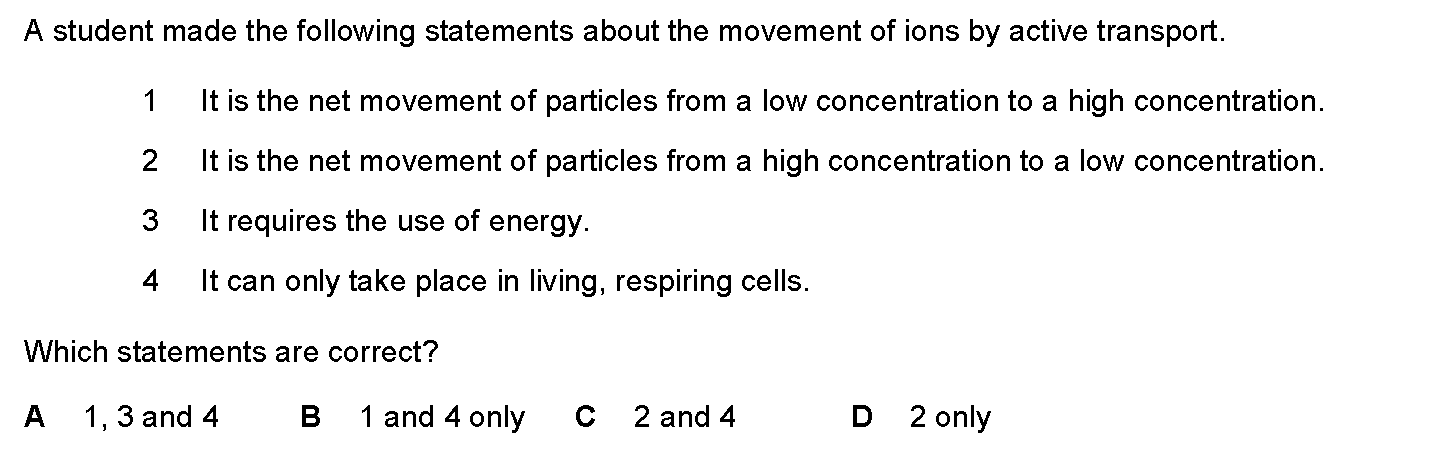 A student made the following statements about the movement of ions by active transport.
1 It is the net movement of particles from a low concentration to a high concentration.
2 It is the net movement of particles from a high concentration to a low concentration.
3 It requires the use of energy.
4 It can only take place in living, respiring cells.
Which statements are correct?
A 1, 3 and 4 B 1 and 4 only C 2 and 4 D 2 only